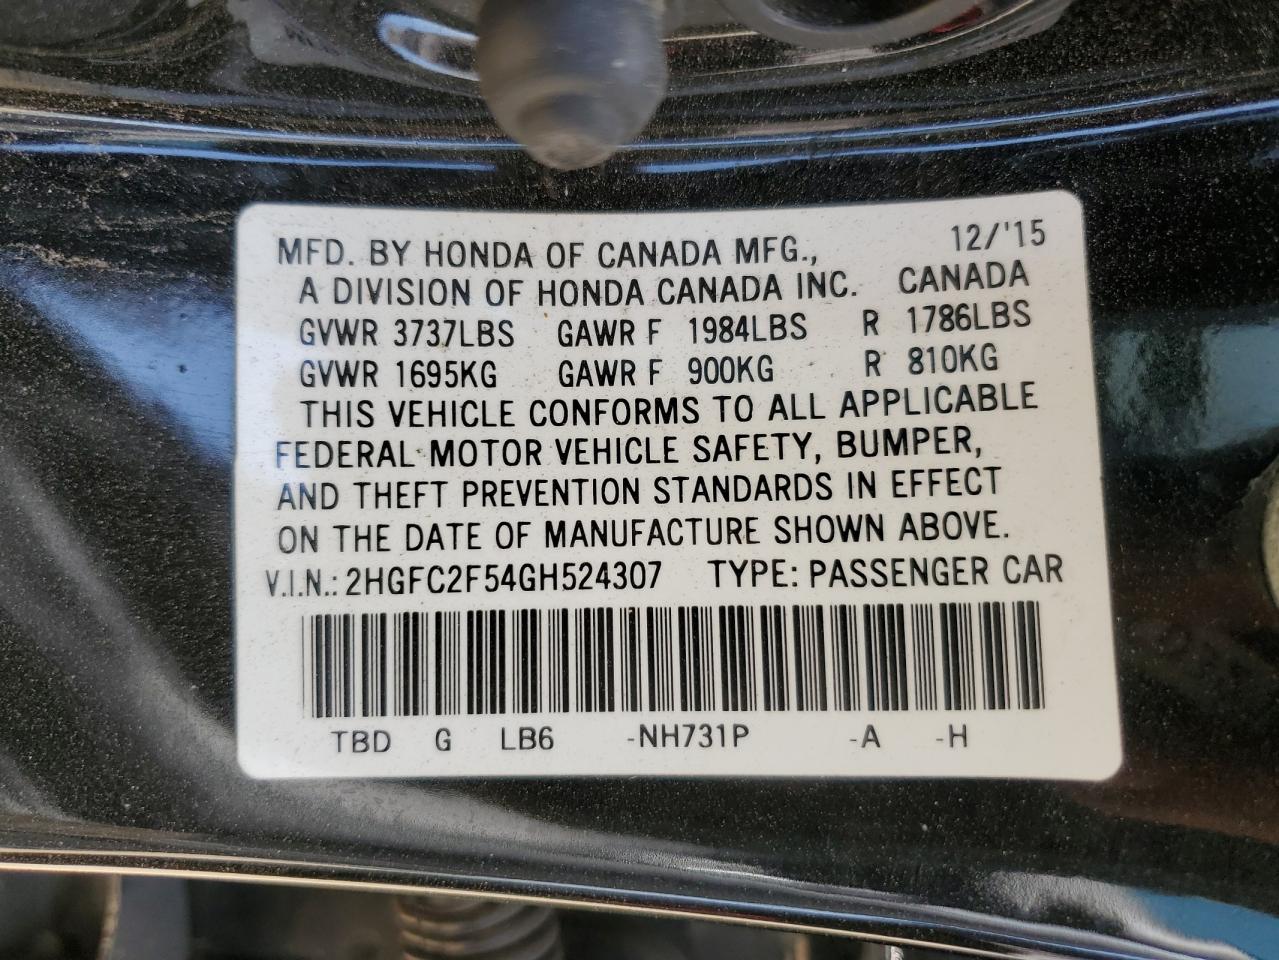 MFD. BY HONDA OF CANADA MFG., 12/'15
A DIVISION OF HONDA CANADA INC. CANADA
GVWR 3737LBS GAWR F 1984LBS R 1786LBS
GVWR 1695KG GAWR F 900KG R 810KG
THIS VEHICLE CONFORMS TO ALL APPLICABLE
FEDERAL MOTOR VEHICLE SAFETY, BUMPER,
AND THEFT PREVENTION STANDARDS IN EFFECT
ON THE DATE OF MANUFACTURE SHOWN ABOVE.
V.I.N.: 2HGFC2F54GH524307 TYPE: PASSENGER CAR
TBD G LB6 -NH731P -A -H